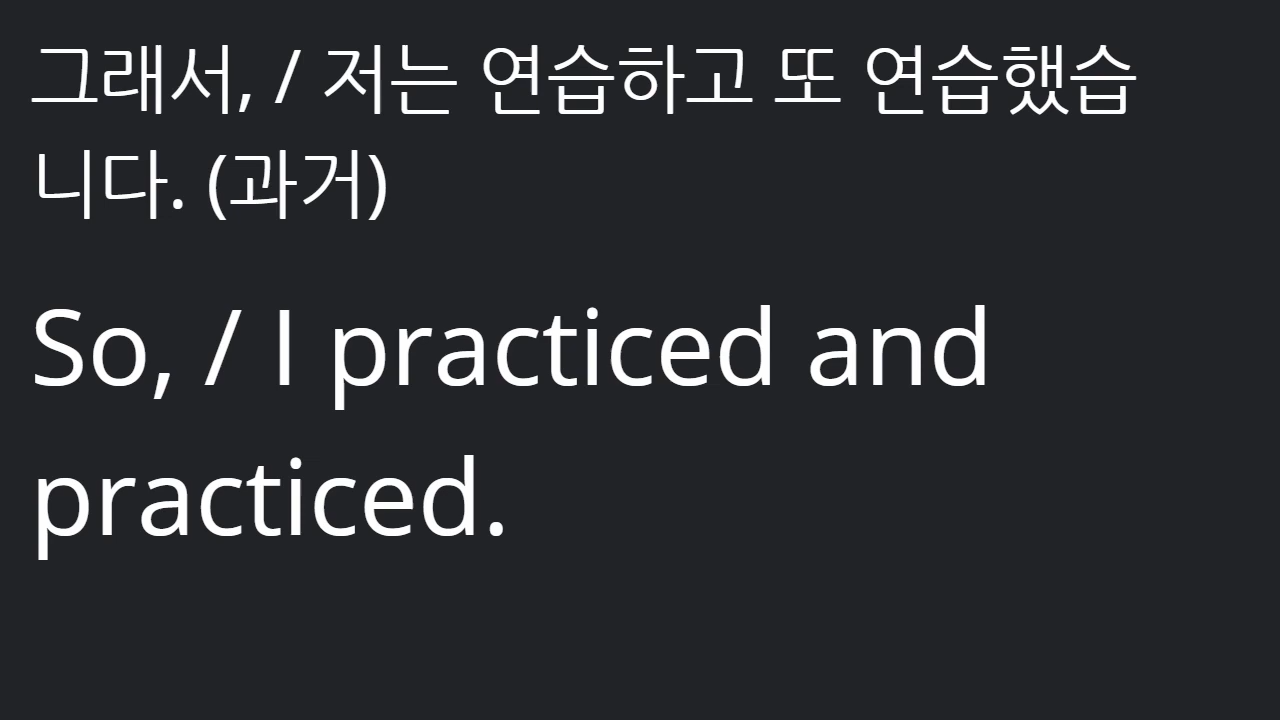 그래서, / 저는 연습하고 또 연습했습
니다. (과거)
So, / I practiced and
practiced.